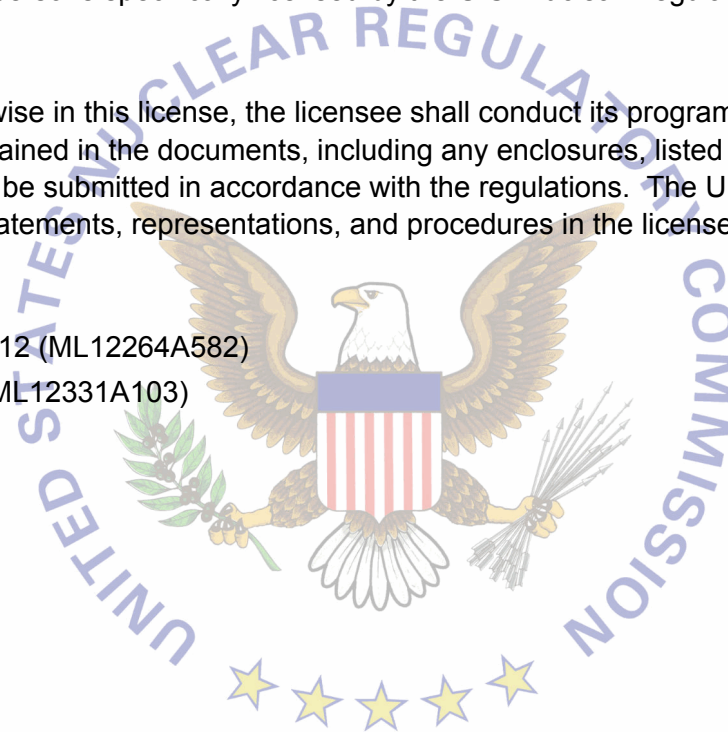 UNITED STATES NUCLEAR REGULATORY COMMISSION
wise in this license, the licensee shall conduct its program
tained in the documents, including any enclosures, listed
be submitted in accordance with the regulations. The U
atements, representations, and procedures in the license
12 (ML12264A582)
ML12331A103)